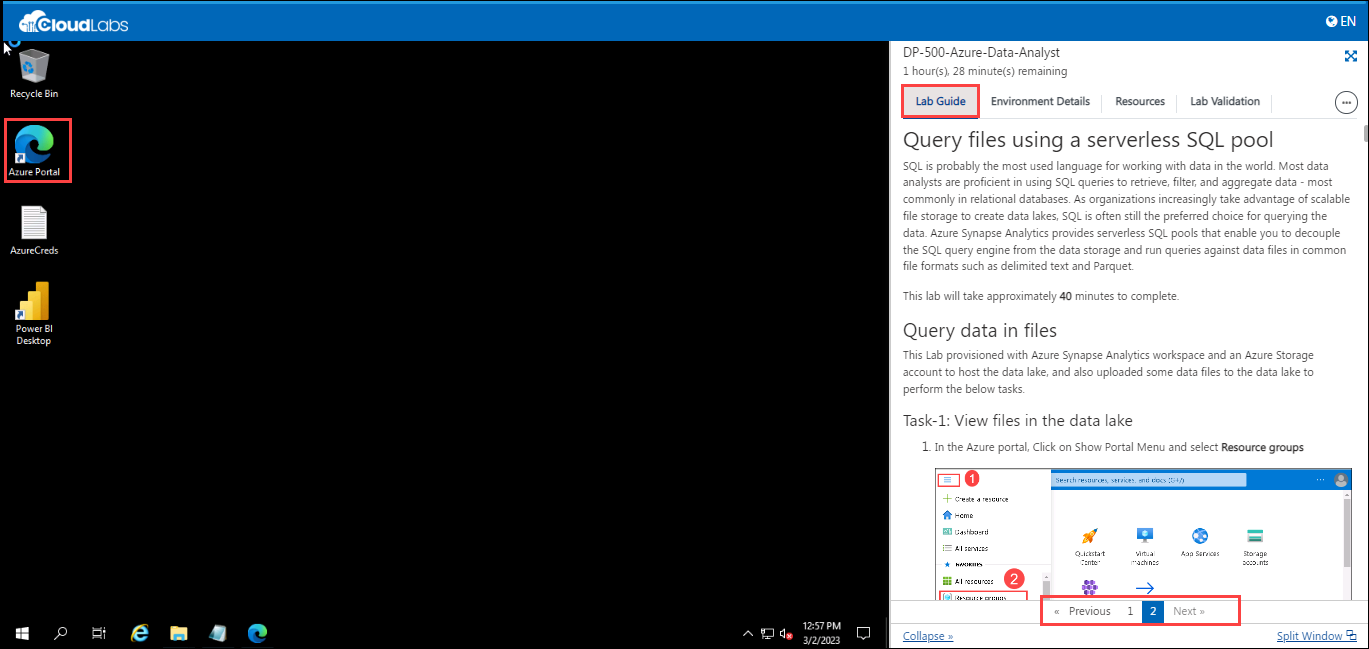 CloudLabs
EN
Recycle Bin
Azure Portal
AzureCreds
Power BI
Desktop
12:57 PM
3/2/2023
DP-500-Azure-Data-Analyst
1 hour(s), 28 minute(s) remaining
Lab Guide
Environment Details
Resources
Lab Validation
Query files using a serverless SQL pool
SQL is probably the most used language for working with data in the world. Most data
analysts are proficient in using SQL queries to retrieve, filter, and aggregate data - most
commonly in relational databases. As organizations increasingly take advantage of scalable
file storage to create data lakes, SQL is often still the preferred choice for querying the
data. Azure Synapse Analytics provides serverless SQL pools that enable you to decouple
the SQL query engine from the data storage and run queries against data files in common
file formats such as delimited text and Parquet.
This lab will take approximately 40 minutes to complete.
Query data in files
This Lab provisioned with Azure Synapse Analytics workspace and an Azure Storage
account to host the data lake, and also uploaded some data files to the data lake to
perform the below tasks.
Task-1: View files in the data lake
1. In the Azure portal, Click on Show Portal Menu and select Resource groups
1
Search resources, services, and docs (G+/)
Create a resource
Home
Dashboard
All services
FAVORITES
All resources
2
Resource groups
Quickstart
Center
Virtual
machines
App Services
Storage
accounts
« Previous 1 2 Next »
Collapse »
Split Window